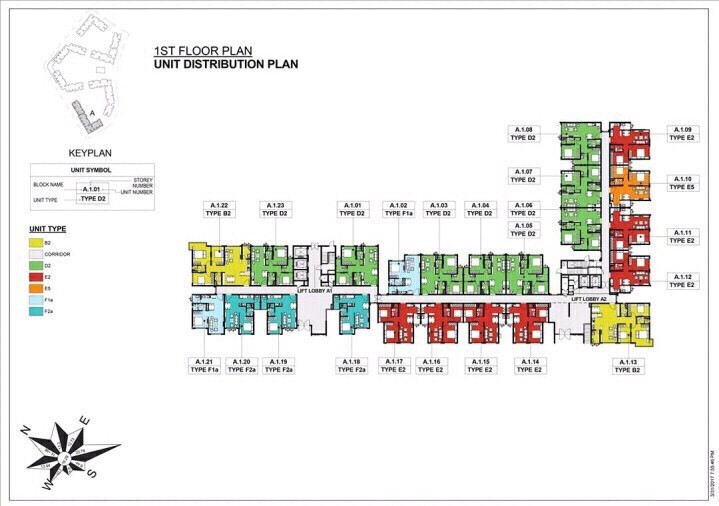 1ST FLOOR PLAN
UNIT DISTRIBUTION PLAN
A
KEYPLAN
UNIT SYMBOL
BLOCK NAME
A.1.01
STOREY
NUMBER
UNIT NUMBER
UNIT TYPE
TYPE D2
UNIT TYPE
B2
CORRIDOR
D2
E2
E5
F1a
F2a
A.1.08
TYPE D2
A.1.09
TYPE E2
A.1.07
TYPE D2
A.1.10
TYPE E5
A.1.06
TYPE D2
A.1.05
TYPE D2
A.1.11
TYPE E2
A.1.12
TYPE E2
A.1.22
TYPE B2
A.1.23
TYPE D2
A.1.01
TYPE D2
A.1.02
TYPE F1a
A.1.03
TYPE D2
A.1.04
TYPE D2
LIFT LOBBY A1
LIFT LOBBY A2
A.1.21
TYPE F1a
A.1.20
TYPE F2a
A.1.19
TYPE F2a
A.1.18
TYPE F2a
A.1.17
TYPE E2
A.1.16
TYPE E2
A.1.15
TYPE E2
A.1.14
TYPE E2
A.1.13
TYPE B2
N
E
W
S
3/31/2017 7:55:46 PM